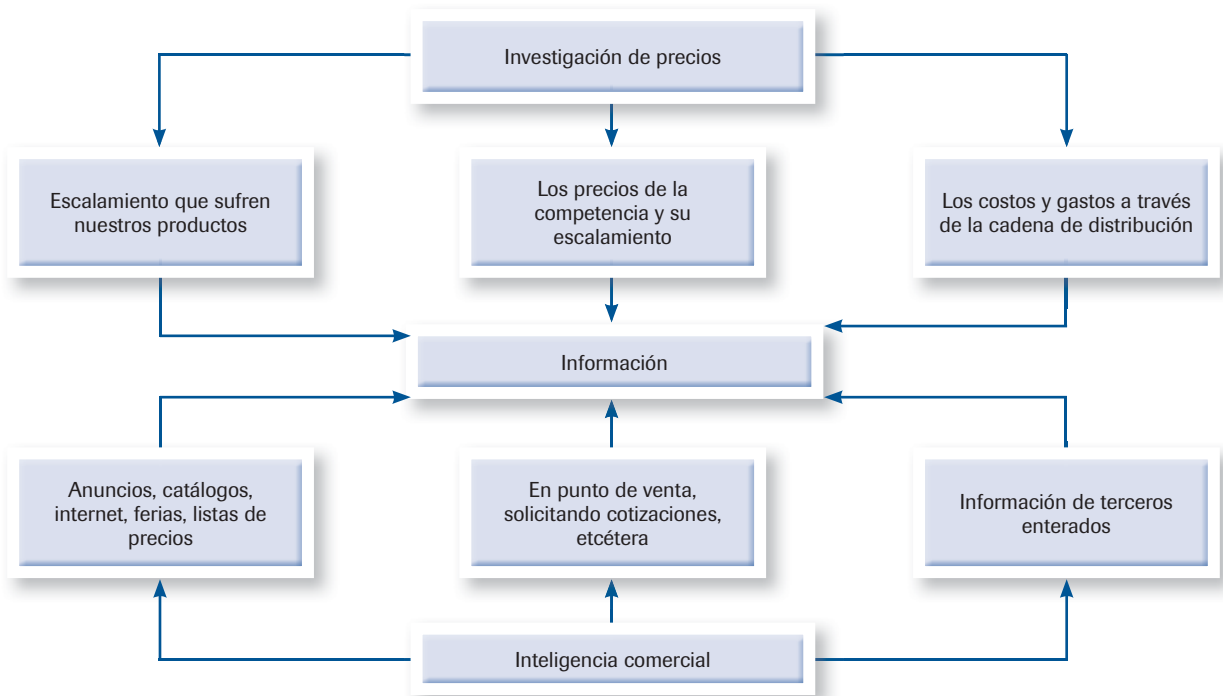 Investigación de precios
Escalamiento que sufren
nuestros productos
Los precios de la
competencia y su
escalamiento
Los costos y gastos a través
de la cadena de distribución
Información
Anuncios, catálogos,
internet, ferias, listas de
precios
En punto de venta,
solicitando cotizaciones,
etcétera
Información de terceros
enterados
Inteligencia comercial